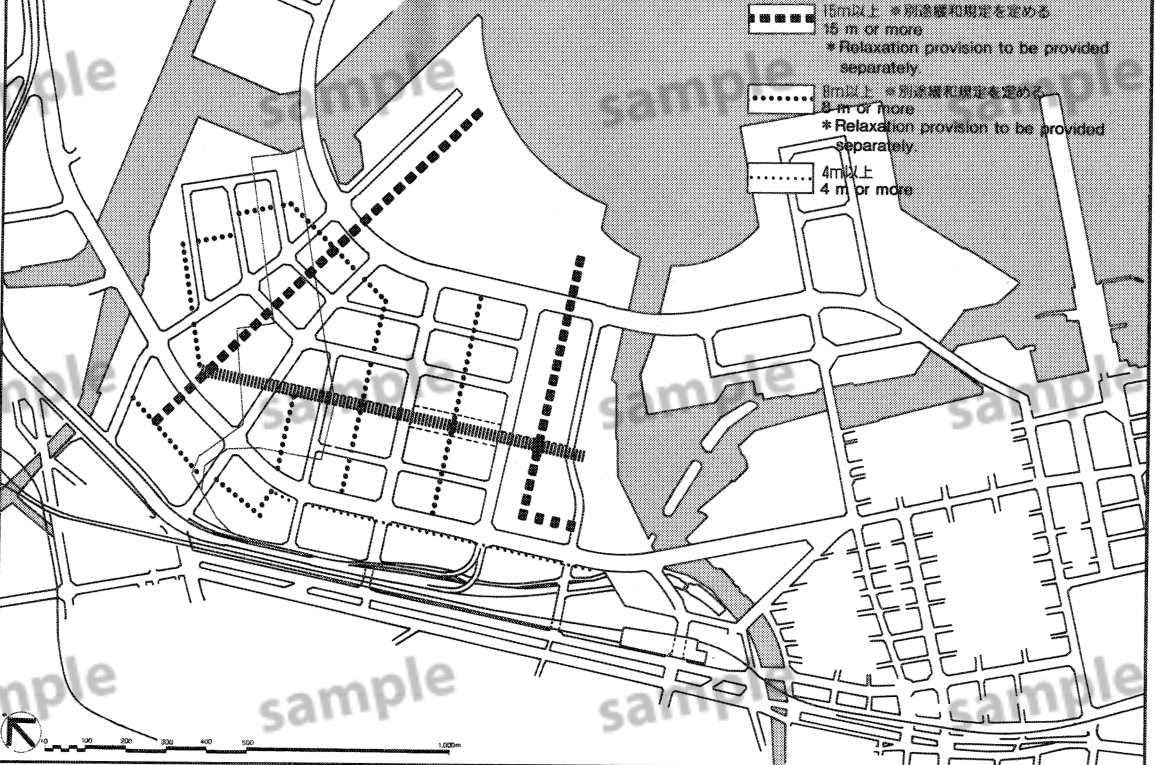 15m以上 ※別途緩和規定を定める
15 m or more
* Relaxation provision to be provided
separately.
8m以上 ※別途緩和規定を定める
8 m or more
* Relaxation provision to be provided
separately.
4m以上
4 m or more
sample sample sample sample
sample sample sample sample
sample sample sample sample
0 100 200 300 400 500 1,000m